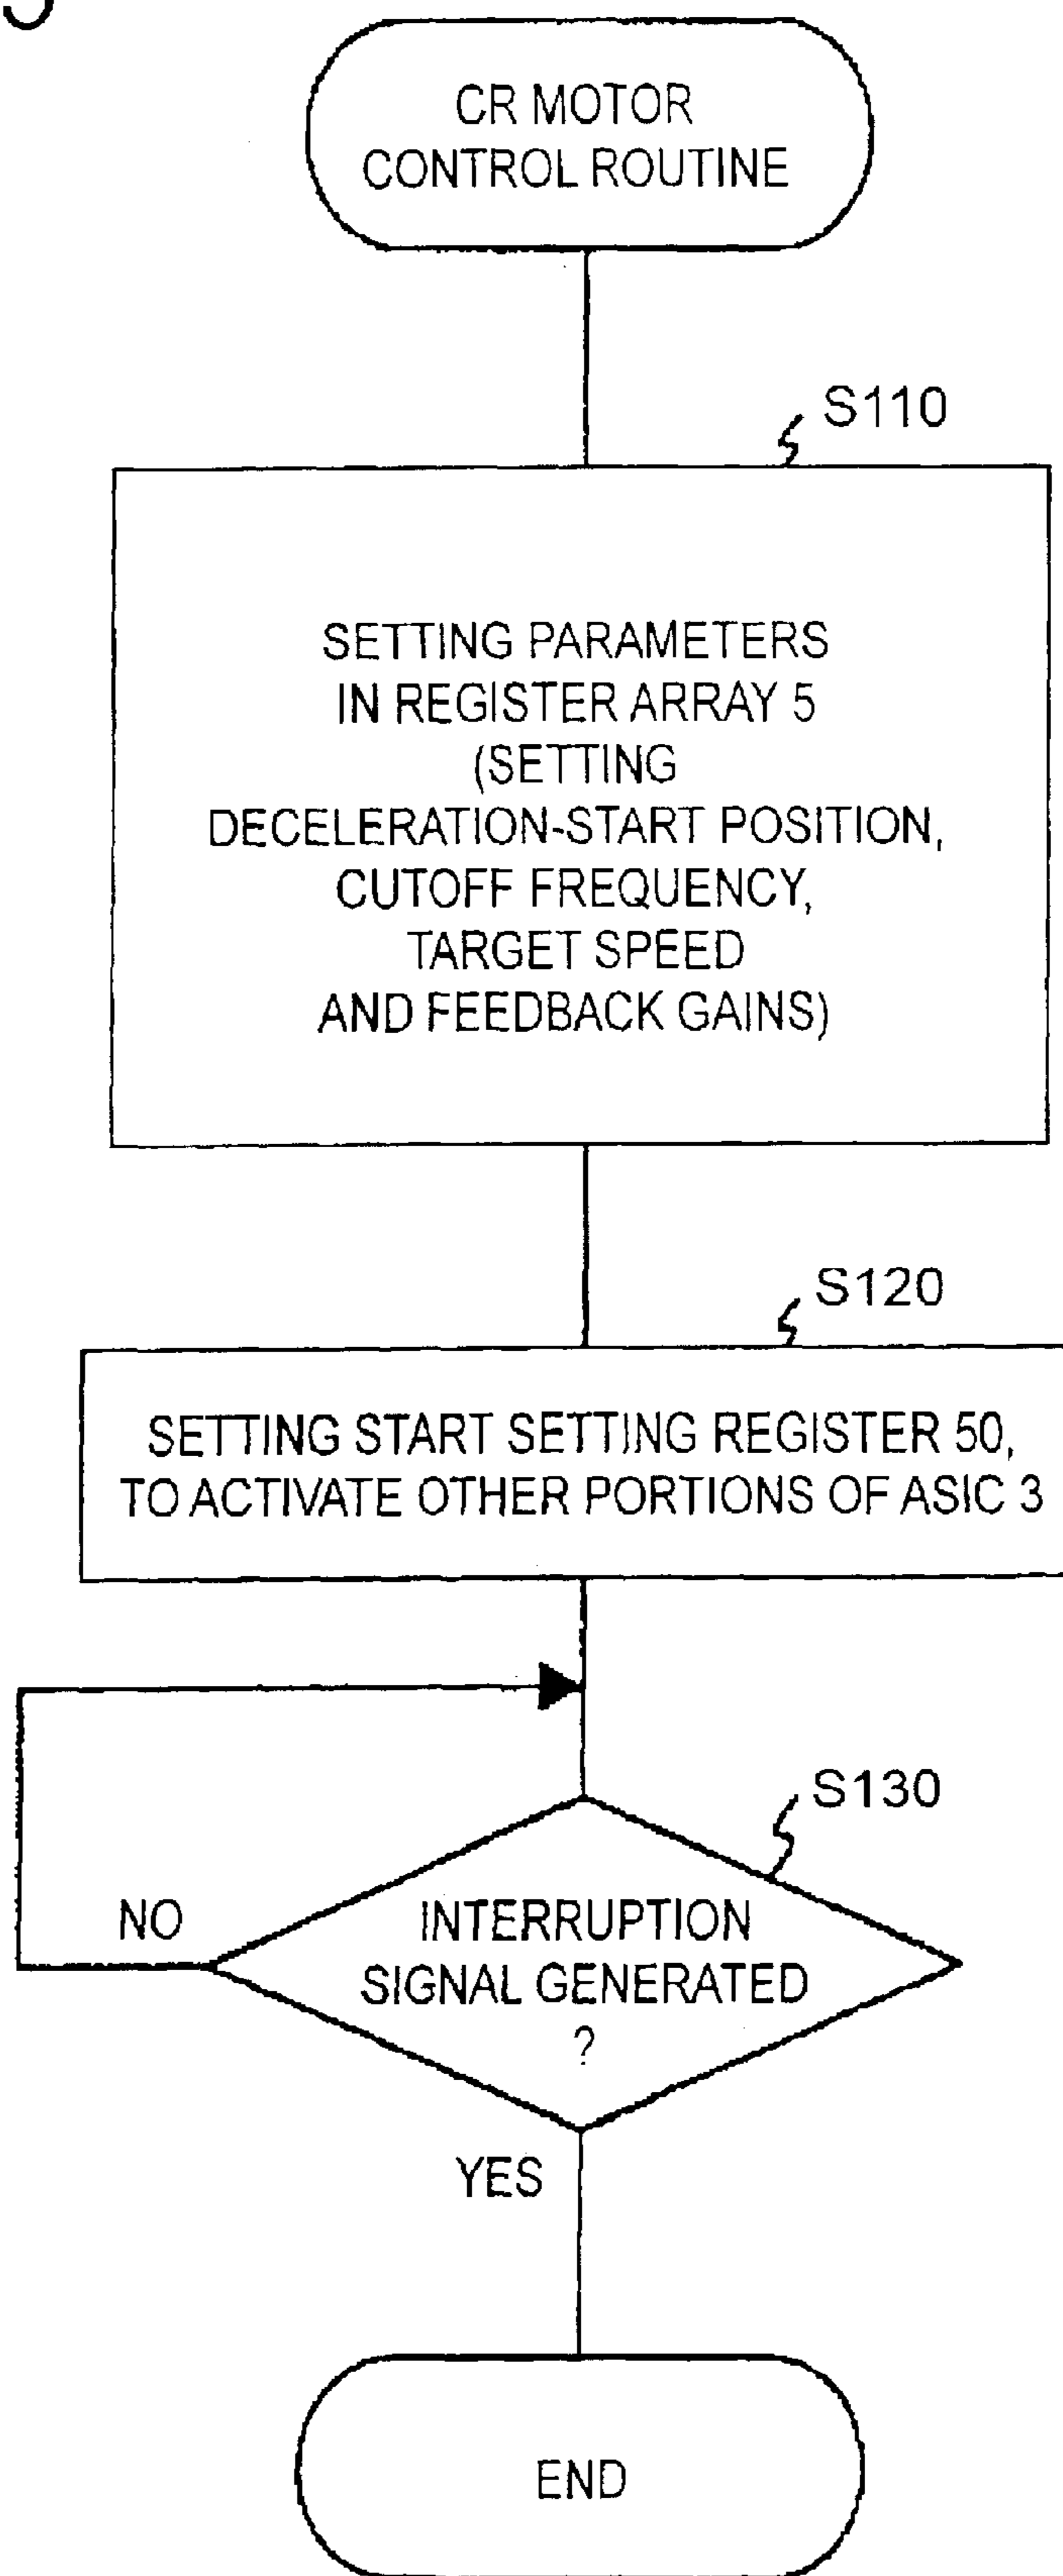 CR MOTOR
CONTROL ROUTINE
S110
SETTING PARAMETERS
IN REGISTER ARRAY 5
(SETTING
DECELERATION-START POSITION,
CUTOFF FREQUENCY,
TARGET SPEED
AND FEEDBACK GAINS)
S120
SETTING START SETTING REGISTER 50,
TO ACTIVATE OTHER PORTIONS OF ASIC 3
S130
NO
INTERRUPTION
SIGNAL GENERATED
?
YES
END